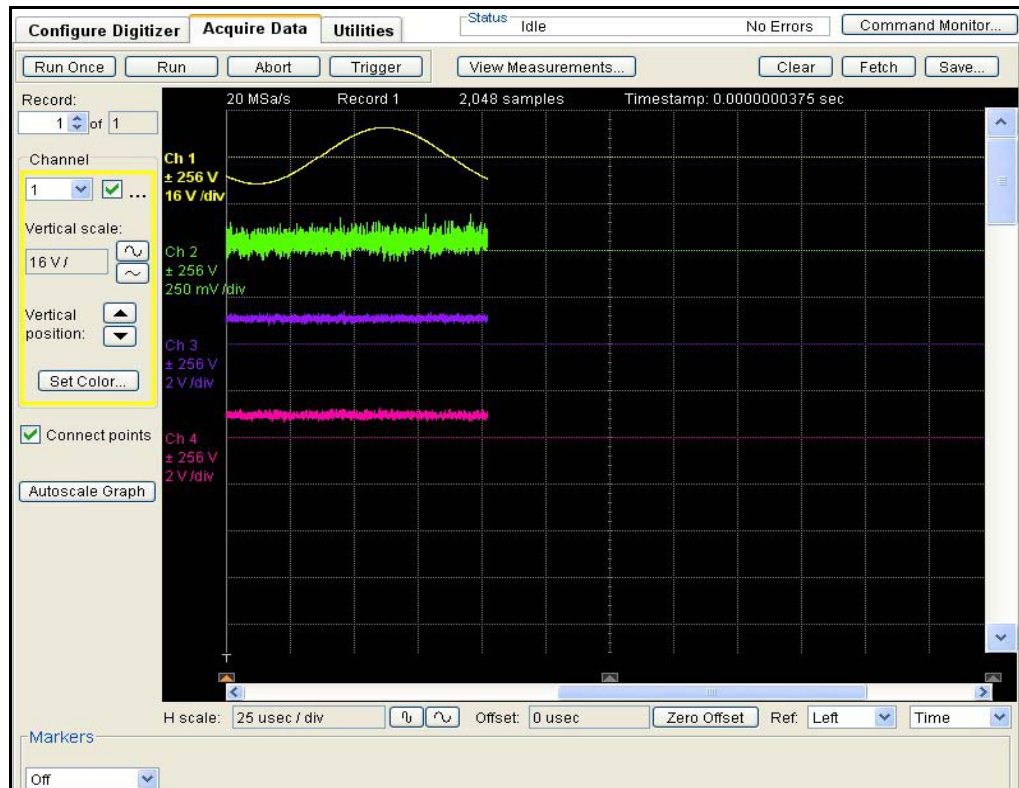 Configure Digitizer Acquire Data Utilities Status Idle No Errors Command Monitor...
Run Once Run Abort Trigger View Measurements... Clear Fetch Save...
Record: 20 MSa/s Record 1 2,048 samples Timestamp: 0.0000000375 sec
1 of 1
Channel
1 ...
Vertical scale:
16 V /
Vertical
position:
Set Color...
Connect points
Autoscale Graph
Ch 1
± 256 V
16 V /div
Ch 2
± 256 V
250 mV /div
Ch 3
± 256 V
2 V /div
Ch 4
± 256 V
2 V /div
T
H scale: 25 usec / div Offset: 0 usec Zero Offset Ref: Left Time
Markers
Off